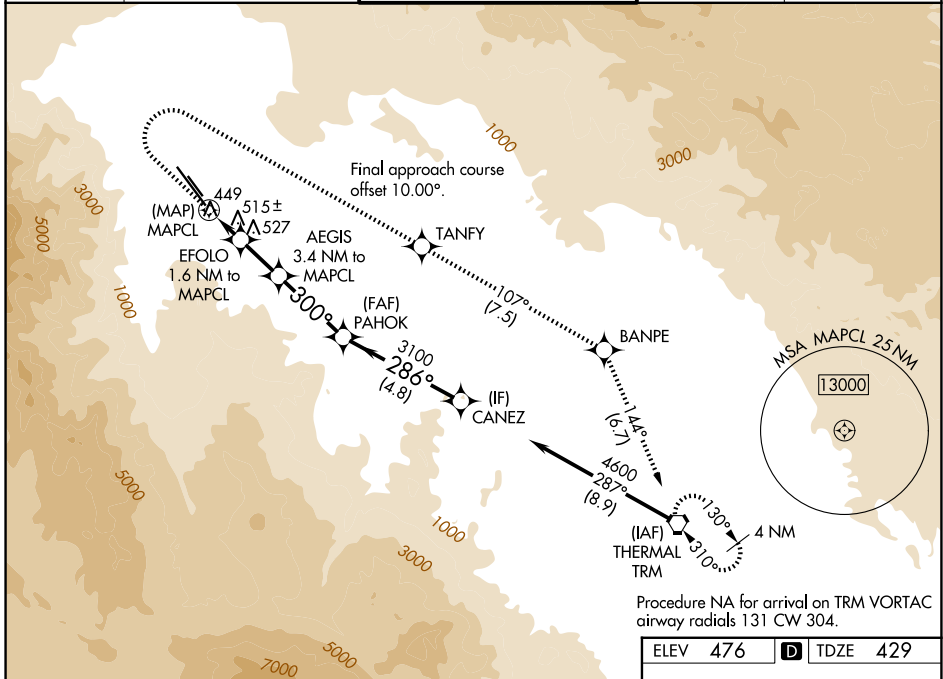 1000
3000
Final approach course
offset 10.00°.
3000
449
515±
527
(MAP)
MAPCL
5000
TANFY
EFOLO
1.6 NM to
MAPCL
AEGIS
3.4 NM to
MAPCL
300°
107°
(7.5)
1000
(FAF)
PAHOK
BANPE
MSA MAPCL 25 NM
13000
3100
286°
(4.8)
(IF)
CANEZ
144°
(6.7)
4600
287°
(8.9)
5000
130°
310°
4 NM
(IAF)
THERMAL
TRM
1000
3000
Procedure NA for arrival on TRM VORTAC
airway radials 131 CW 304.
5000
7000
ELEV 476 D TDZE 429